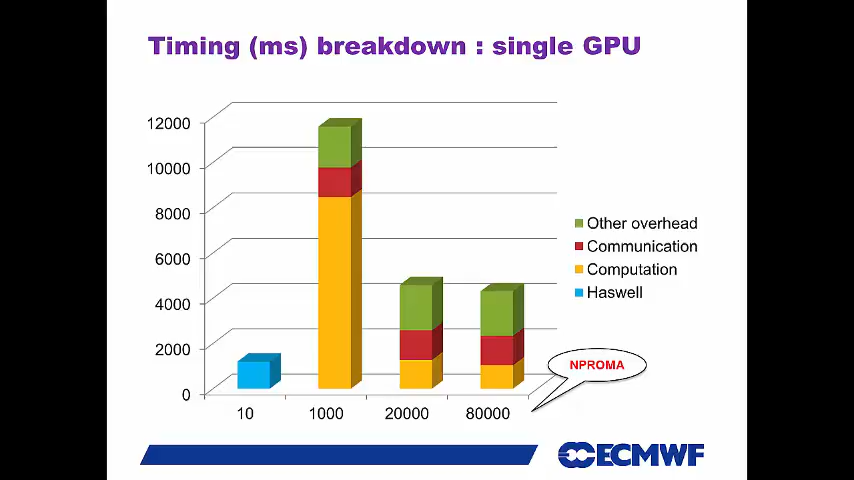 Timing (ms) breakdown : single GPU
12000
10000
8000
6000
4000
2000
0
10
1000
20000
80000
Other overhead
Communication
Computation
Haswell
NPROMA
ECMWF